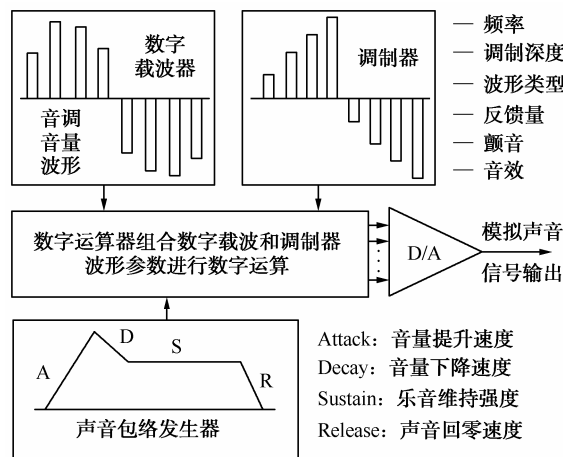 数字
载波器
音调
音量
波形
调制器
— 频率
— 调制深度
— 波形类型
— 反馈量
— 颤音
— 音效
数字运算器组合数字载波和调制器
波形参数进行数字运算
D/A
模拟声音
信号输出
A
D
S
R
声音包络发生器
Attack：音量提升速度
Decay：音量下降速度
Sustain：乐音维持强度
Release：声音回零速度